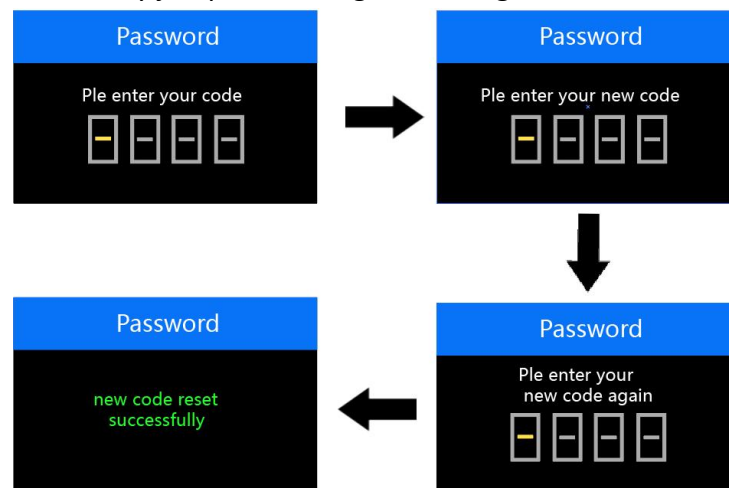 Password
Ple enter your code
Password
Ple enter your new code
Password
Ple enter your
new code again
Password
new code reset
successfully